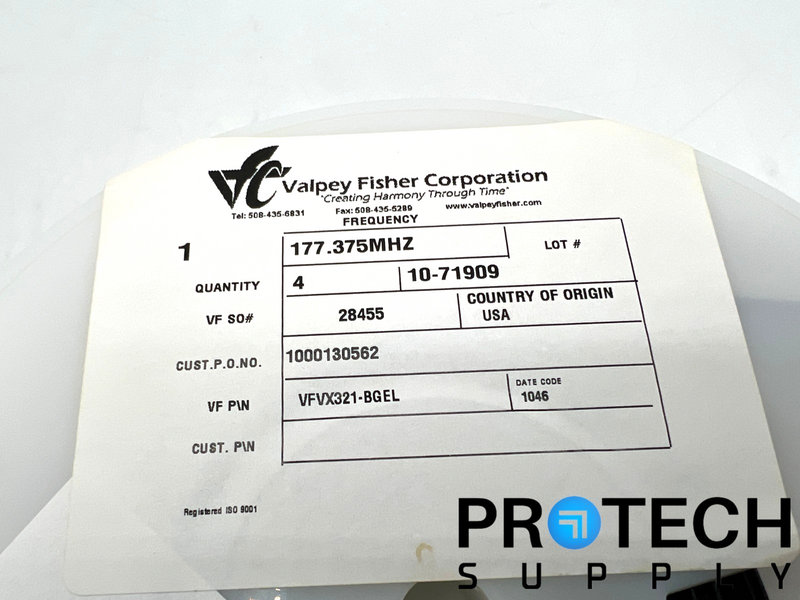 VFC Valpey Fisher Corporation
"Creating Harmony Through Time"
Tel: 508-435-6831 Fax: 508-435-5289 www.valpeyfisher.com
FREQUENCY
1 177.375MHZ LOT #
QUANTITY 4 10-71909
VF SO# 28455 COUNTRY OF ORIGIN
USA
CUST.P.O.NO. 1000130562
VF P\N VFVX321-BGEL DATE CODE
1046
CUST. P\N
Registered ISO 9001
PROTECH
SUPPLY